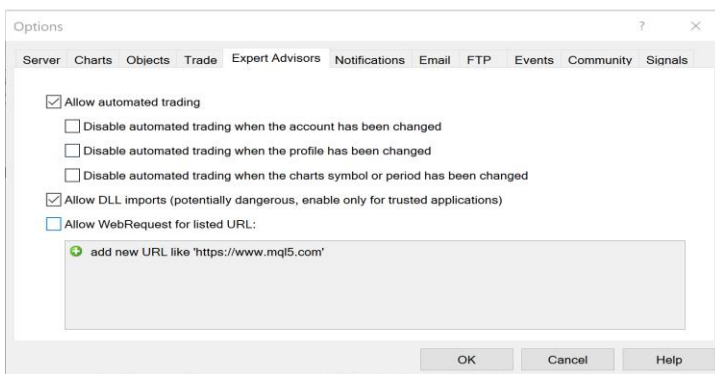 Options
Server Charts Objects Trade Expert Advisors Notifications Email FTP Events Community Signals
Allow automated trading
Disable automated trading when the account has been changed
Disable automated trading when the profile has been changed
Disable automated trading when the charts symbol or period has been changed
Allow DLL imports (potentially dangerous, enable only for trusted applications)
Allow WebRequest for listed URL:
add new URL like 'https://www.mql5.com'
OK Cancel Help